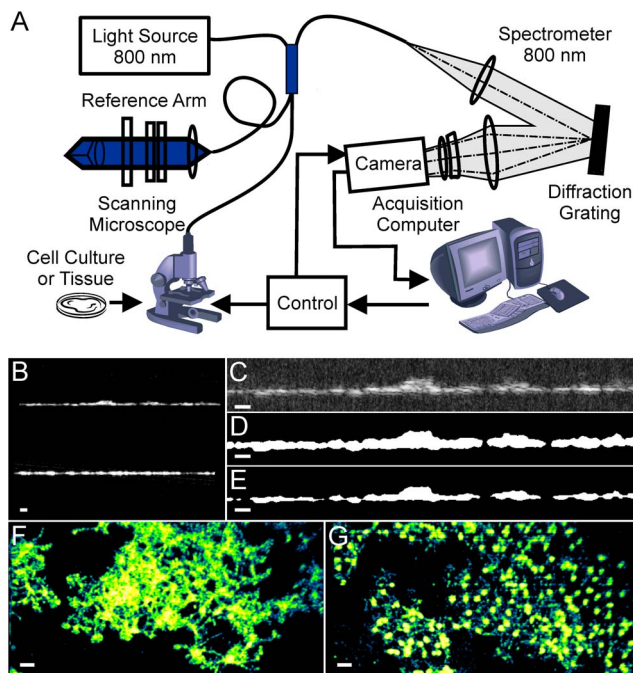 A
Light Source
800 nm
Spectrometer
800 nm
Reference Arm
Camera
Scanning
Microscope
Acquisition
Computer
Diffraction
Grating
Cell Culture
or Tissue
Control
B
C
D
E
F
G